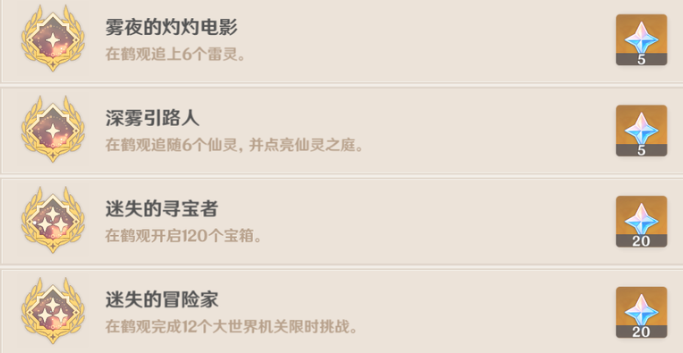 雾夜的灼灼电影
在鹤观追上6个雷灵。
5
深雾引路人
在鹤观追随6个仙灵，并点亮仙灵之庭。
5
迷失的寻宝者
在鹤观开启120个宝箱。
20
迷失的冒险家
在鹤观完成12个大世界机关限时挑战。
20